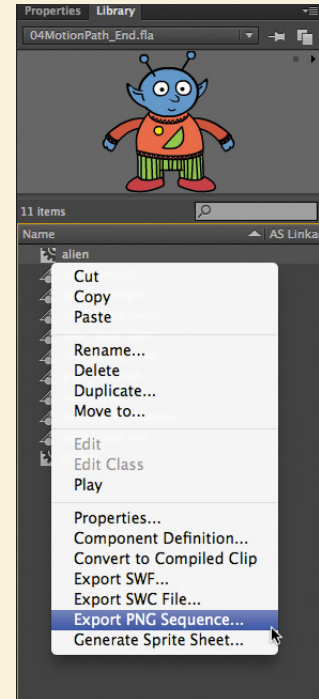 Properties Library
04MotionPath_End.fla
11 items
Name AS Linka
alien
Cut
Copy
Paste
Rename...
Delete
Duplicate...
Move to...
Edit
Edit Class
Play
Properties...
Component Definition...
Convert to Compiled Clip
Export SWF...
Export SWC File...
Export PNG Sequence...
Generate Sprite Sheet...